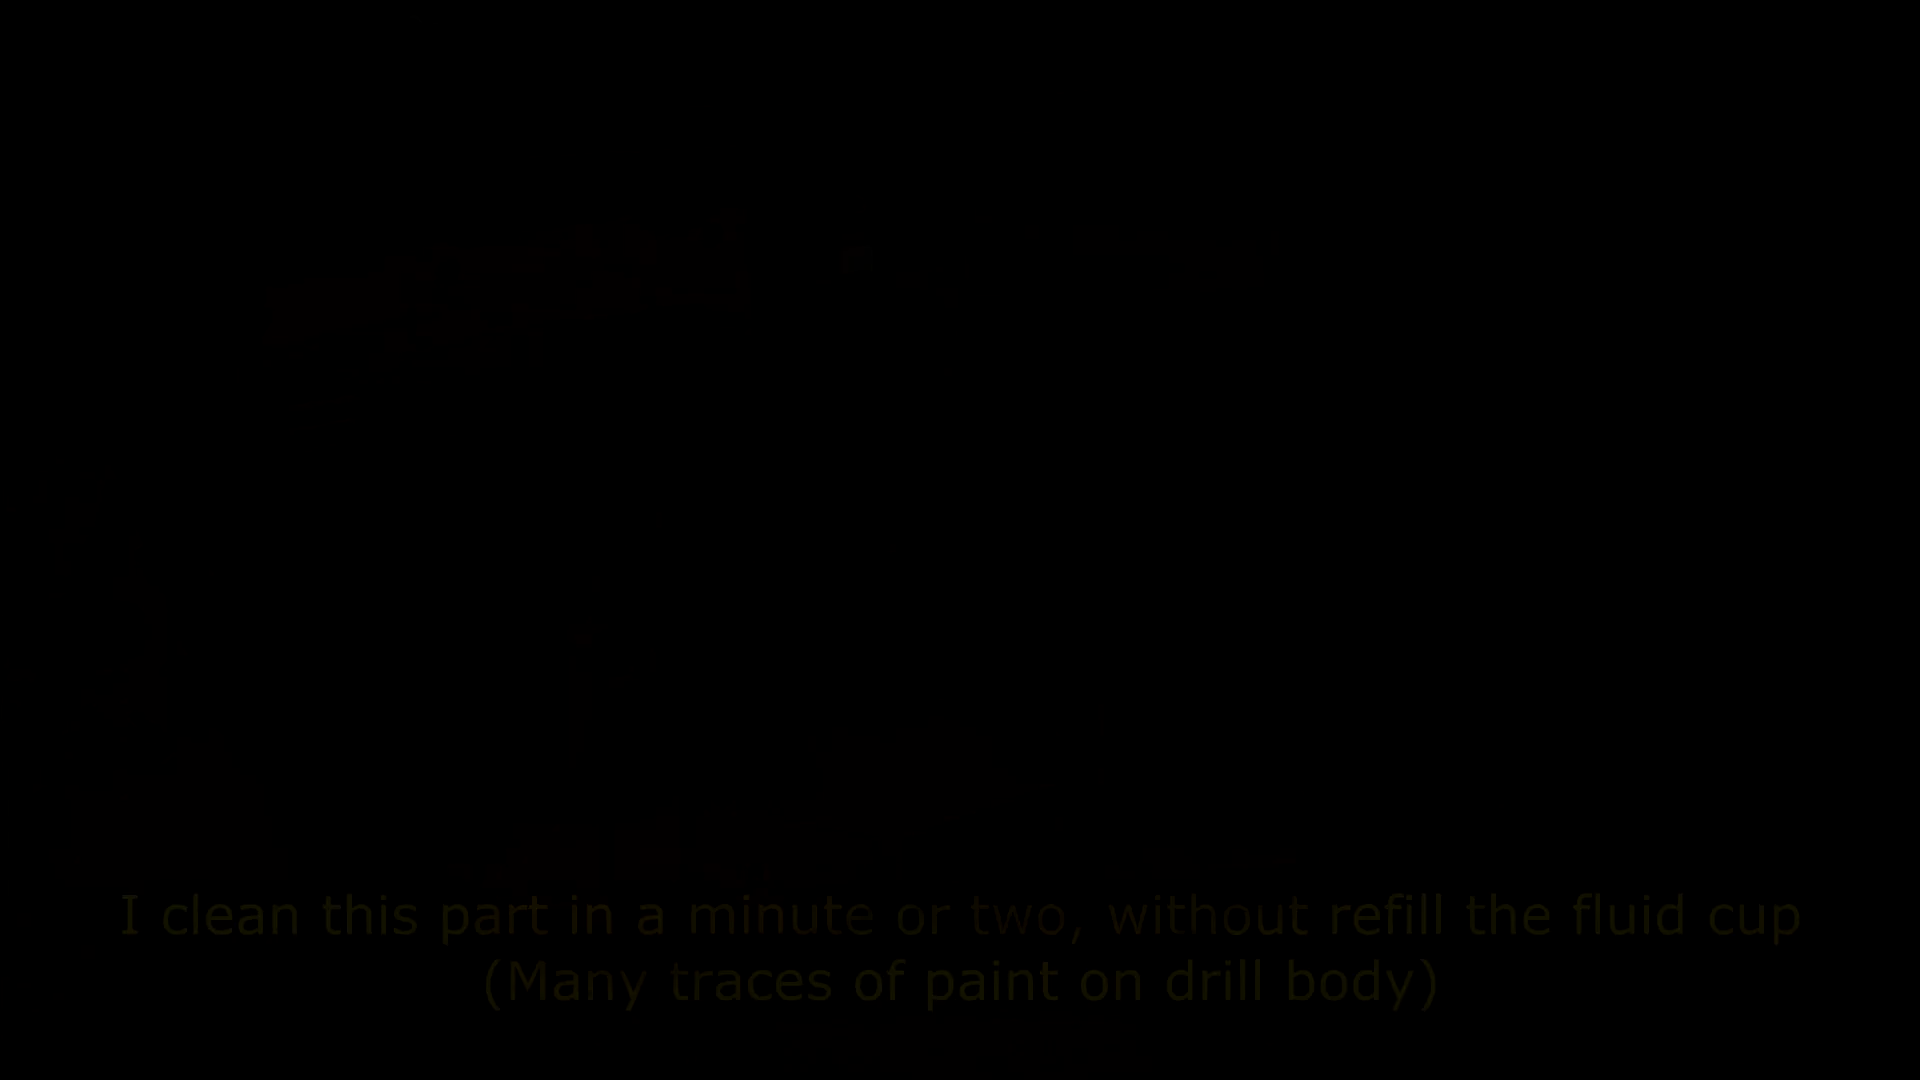 I clean this part in a minute or two, without refill the fluid cup
(Many traces of paint on drill body)